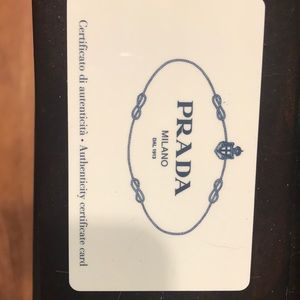 PRADA
MILANO
DAL 1913
Certificato di autenticità · Authenticity certificate card